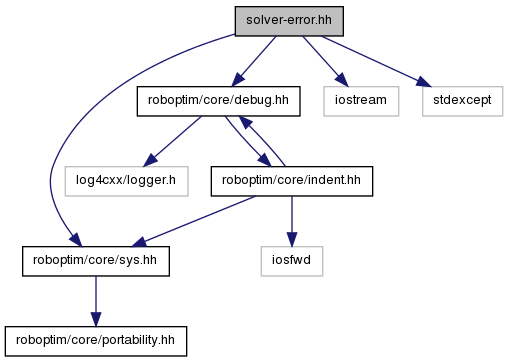 solver-error.hh
roboptim/core/debug.hh
iostream
stdexcept
log4cxx/logger.h
roboptim/core/indent.hh
roboptim/core/sys.hh
iosfwd
roboptim/core/portability.hh